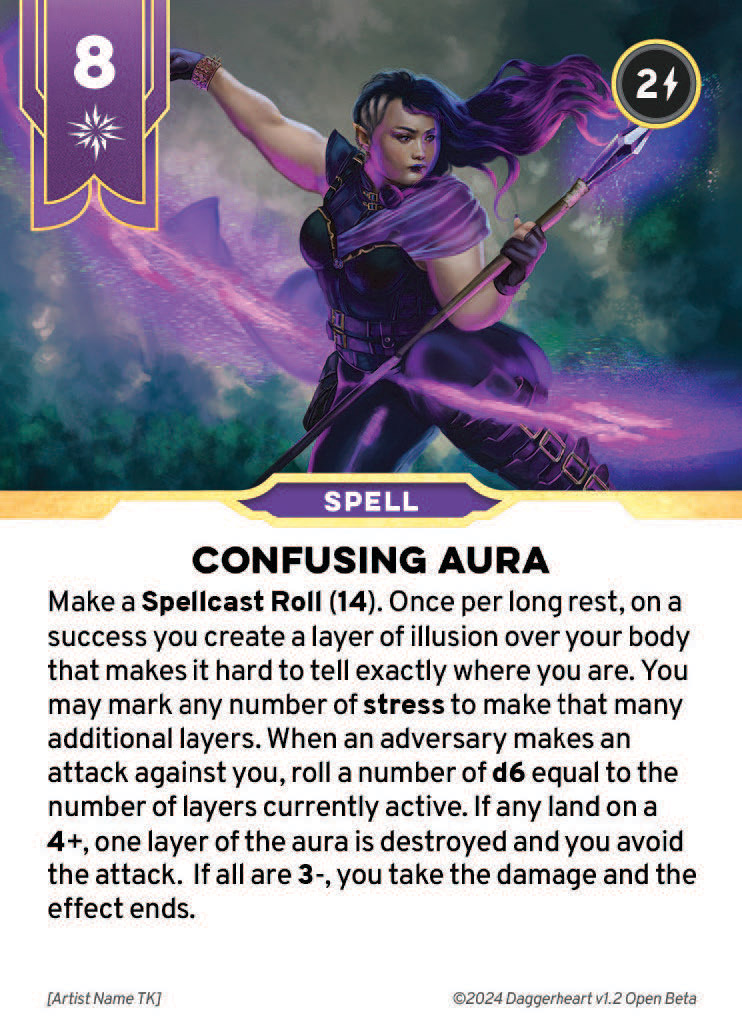 8
2
SPELL
CONFUSING AURA
Make a Spellcast Roll (14). Once per long rest, on a
success you create a layer of illusion over your body
that makes it hard to tell exactly where you are. You
may mark any number of stress to make that many
additional layers. When an adversary makes an
attack against you, roll a number of d6 equal to the
number of layers currently active. If any land on a
4+, one layer of the aura is destroyed and you avoid
the attack. If all are 3-, you take the damage and the
effect ends.
[Artist Name TK]
©2024 Daggerheart v1.2 Open Beta